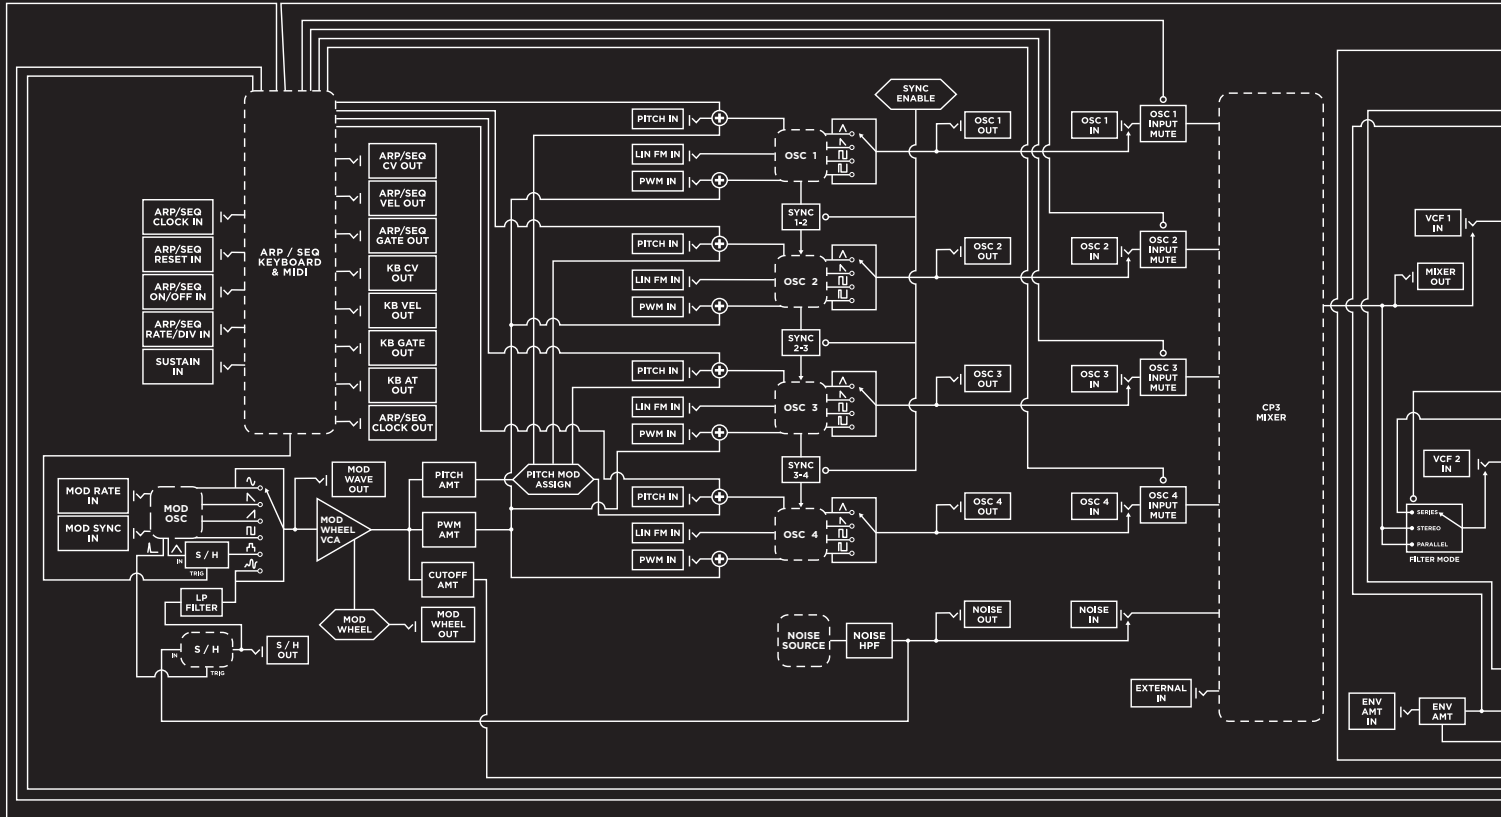 SYNC
ENABLE
PITCH IN
LIN FM IN
PWM IN
OSC 1
OSC 1
OUT
OSC 1
IN
OSC 1
INPUT
MUTE
SYNC
1-2
PITCH IN
LIN FM IN
PWM IN
OSC 2
OSC 2
OUT
OSC 2
IN
OSC 2
INPUT
MUTE
SYNC
2-3
PITCH IN
LIN FM IN
PWM IN
OSC 3
OSC 3
OUT
OSC 3
IN
OSC 3
INPUT
MUTE
SYNC
3-4
PITCH IN
LIN FM IN
PWM IN
OSC 4
OSC 4
OUT
OSC 4
IN
OSC 4
INPUT
MUTE
ARP/SEQ
CLOCK IN
ARP/SEQ
RESET IN
ARP/SEQ
ON/OFF IN
ARP/SEQ
RATE/DIV IN
SUSTAIN
IN
ARP / SEQ
KEYBOARD
& MIDI
ARP/SEQ
CV OUT
ARP/SEQ
VEL OUT
ARP/SEQ
GATE OUT
KB CV
OUT
KB VEL
OUT
KB GATE
OUT
KB AT
OUT
ARP/SEQ
CLOCK OUT
MOD RATE
IN
MOD SYNC
IN
MOD
OSC
IN
S / H
TRIG
LP
FILTER
IN
S / H
TRIG
S / H
OUT
MOD
WAVE
OUT
MOD
WHEEL
VCA
MOD
WHEEL
MOD
WHEEL
OUT
PITCH
AMT
PWM
AMT
CUTOFF
AMT
PITCH MOD
ASSIGN
NOISE
SOURCE
NOISE
HPF
NOISE
OUT
NOISE
IN
EXTERNAL
IN
CP3
MIXER
VCF 1
IN
MIXER
OUT
VCF 2
IN
SERIES
STEREO
PARALLEL
FILTER MODE
ENV
AMT
IN
ENV
AMT